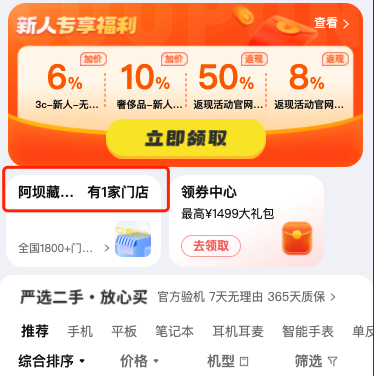 新人专享福利
查看 >
加价 加价 返现 返现
6% 10% 50% 8%
3c-新人-无... 奢侈品-新人... 返现活动官网... 返现活动官网...
立即领取
阿坝藏... 有1家门店
全国1800+门... >
领券中心
最高¥1499大礼包
去领取
严选二手·放心买 官方验机 7天无理由 365天质保 >
推荐 手机 平板 笔记本 耳机耳麦 智能手表 单反
综合排序 价格 机型 筛选